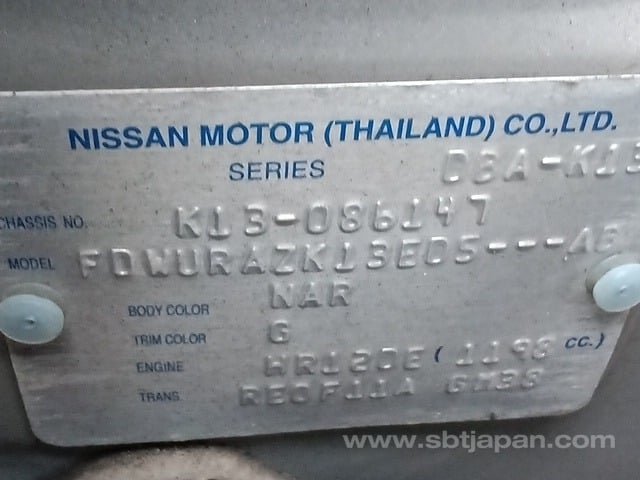 NISSAN MOTOR (THAILAND) CO.,LTD.
SERIES DBA-K13
CHASSIS NO. K13-086147
MODEL FDWURAZK13EDS---AB
BODY COLOR NAR
TRIM COLOR G
ENGINE HR12DE ( 1198 cc.)
TRANS. RE0F11A GM38
www.sbtjapan.com